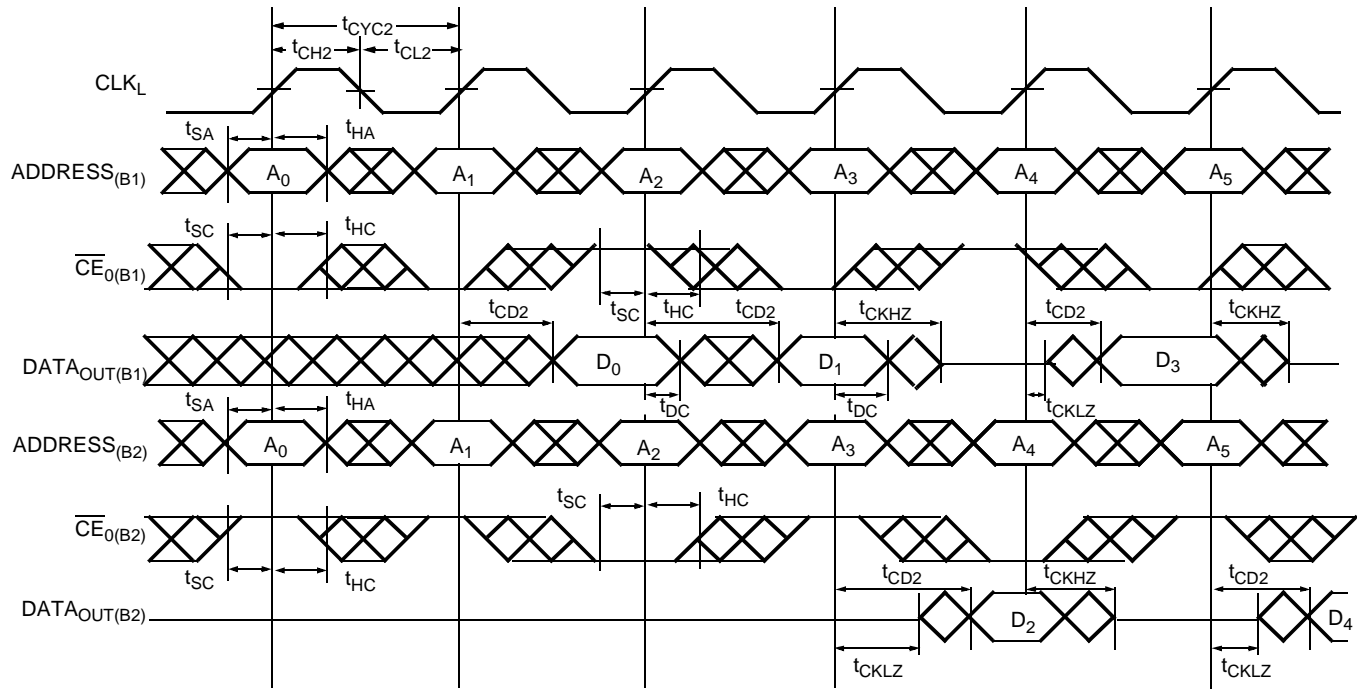 tCYC2
tCH2 tCL2
CLKL
tSA tHA
ADDRESS(B1) A0 A1 A2 A3 A4 A5
tSC tHC
CE0(B1)
tSC tHC
tCD2 tCD2 tCKHZ tCD2 tCKHZ
DATAOUT(B1) D0 D1 D3
tDC tDC tCKLZ
tSA tHA
ADDRESS(B2) A0 A1 A2 A3 A4 A5
tSC tHC
CE0(B2)
tSC tHC
tCD2 tCKHZ tCD2
DATAOUT(B2) D2 D4
tCKLZ tCKLZ